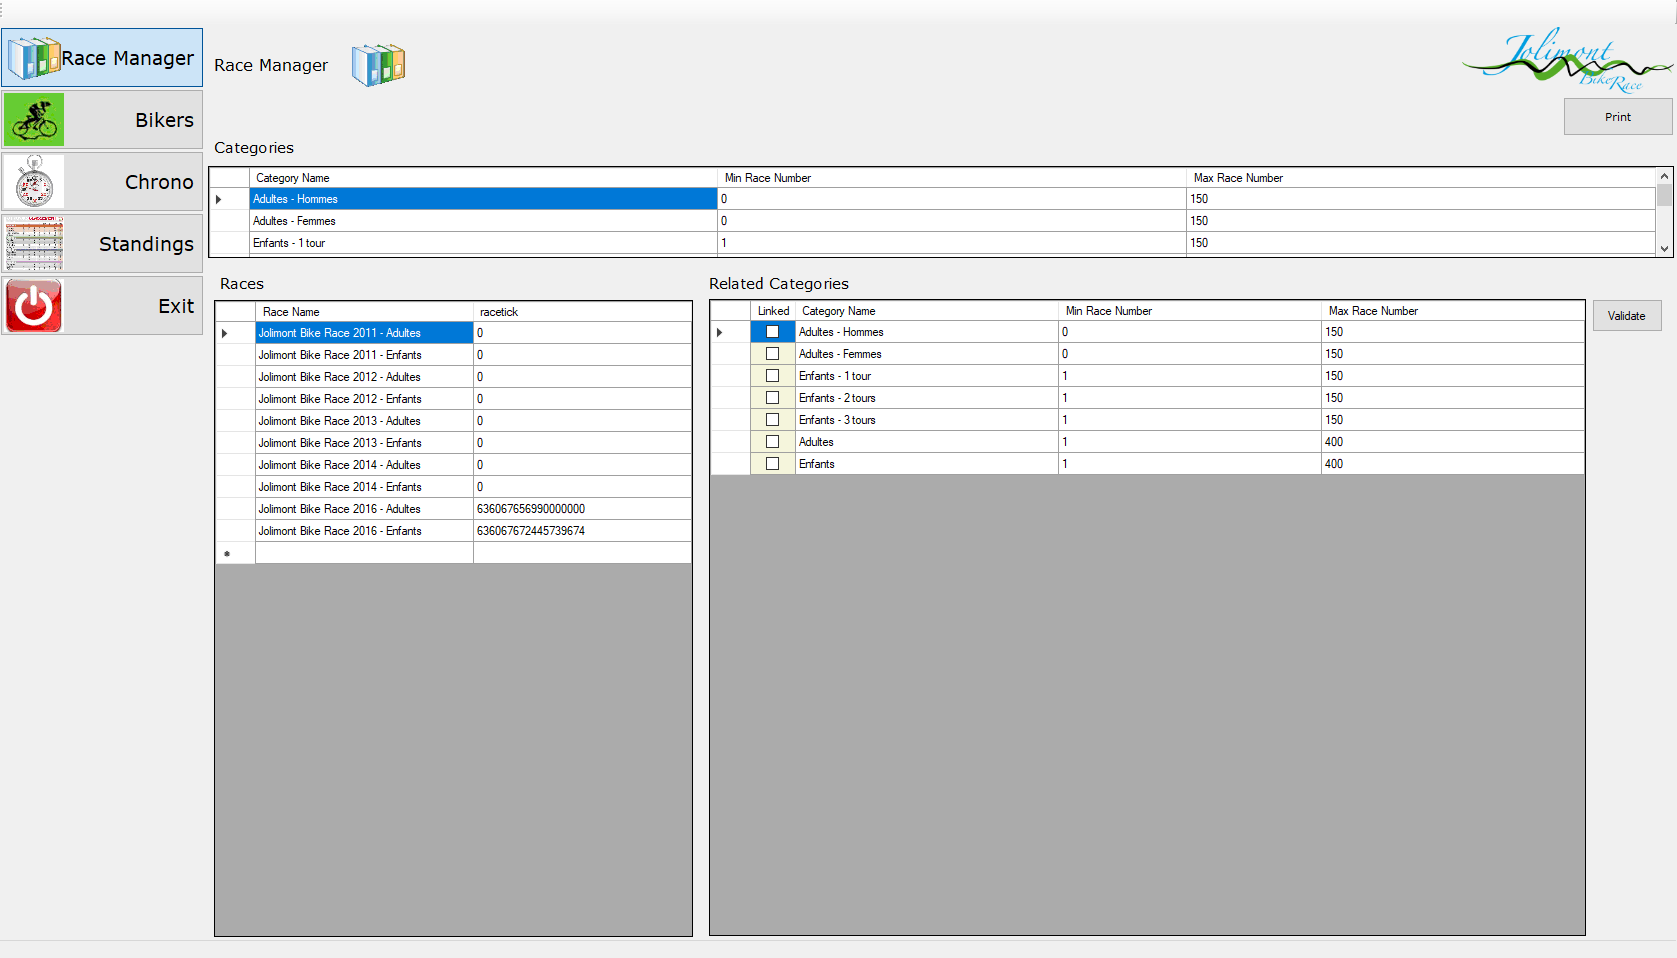 Race Manager
Bikers
Chrono
Standings
Exit
Race Manager
Jolimont
Bike Race
Print
Categories
Category Name Min Race Number Max Race Number
Adultes - Hommes 0 150
Adultes - Femmes 0 150
Enfants - 1 tour 1 150
Races
Race Name racetick
Jolimont Bike Race 2011 - Adultes 0
Jolimont Bike Race 2011 - Enfants 0
Jolimont Bike Race 2012 - Adultes 0
Jolimont Bike Race 2012 - Enfants 0
Jolimont Bike Race 2013 - Adultes 0
Jolimont Bike Race 2013 - Enfants 0
Jolimont Bike Race 2014 - Adultes 0
Jolimont Bike Race 2014 - Enfants 0
Jolimont Bike Race 2016 - Adultes 636067656990000000
Jolimont Bike Race 2016 - Enfants 636067672445739674
Related Categories
Linked Category Name Min Race Number Max Race Number
Adultes - Hommes 0 150
Adultes - Femmes 0 150
Enfants - 1 tour 1 150
Enfants - 2 tours 1 150
Enfants - 3 tours 1 150
Adultes 1 400
Enfants 1 400
Validate